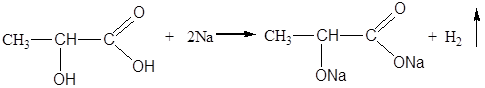 O O
CH₃—CH—C + 2Na ⟶ CH₃—CH—C + H₂ ↑
OH OH ONa ONa